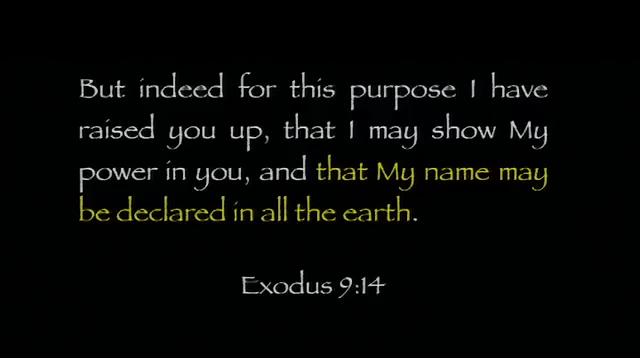 But indeed for this purpose I have
raised you up, that I may show My
power in you, and that My name may
be declared in all the earth.
Exodus 9:14